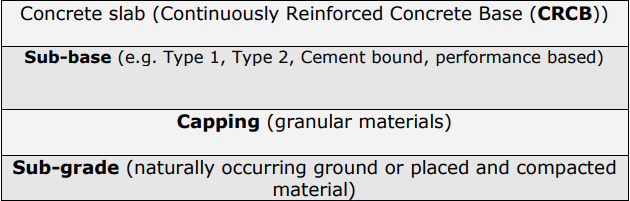 Concrete slab (Continuously Reinforced Concrete Base (CRCB))
Sub-base (e.g. Type 1, Type 2, Cement bound, performance based)
Capping (granular materials)
Sub-grade (naturally occurring ground or placed and compacted
material)